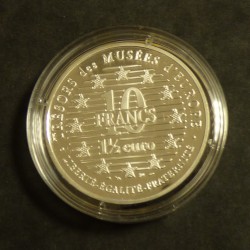 TRÉSORS des MUSÉES d'EUROPE
10
FRANCS
1½ euro
LIBERTÉ-ÉGALITÉ-FRATERNITÉ